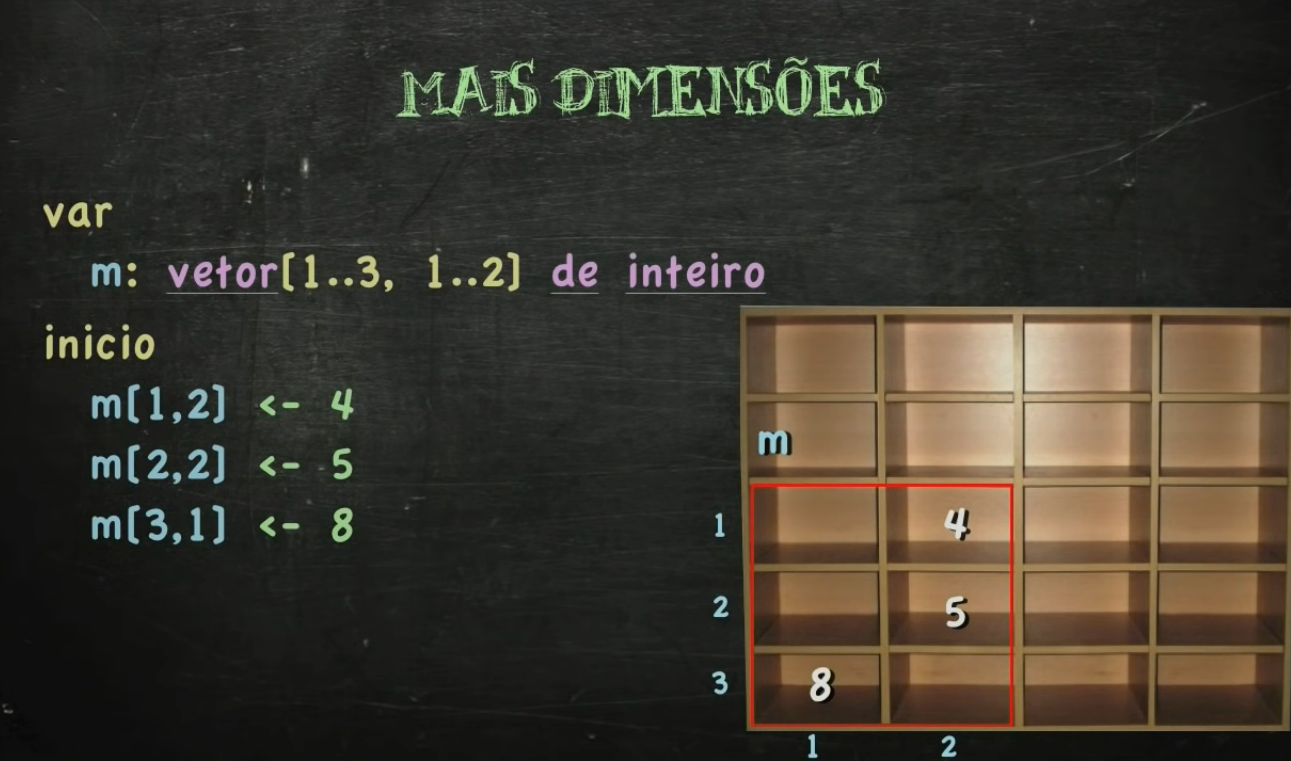 MAIS DIMENSÕES
var
m: vetor[1..3, 1..2] de inteiro
inicio
m[1,2] <- 4
m[2,2] <- 5
m[3,1] <- 8
m
1 4
2 5
3 8
1 2